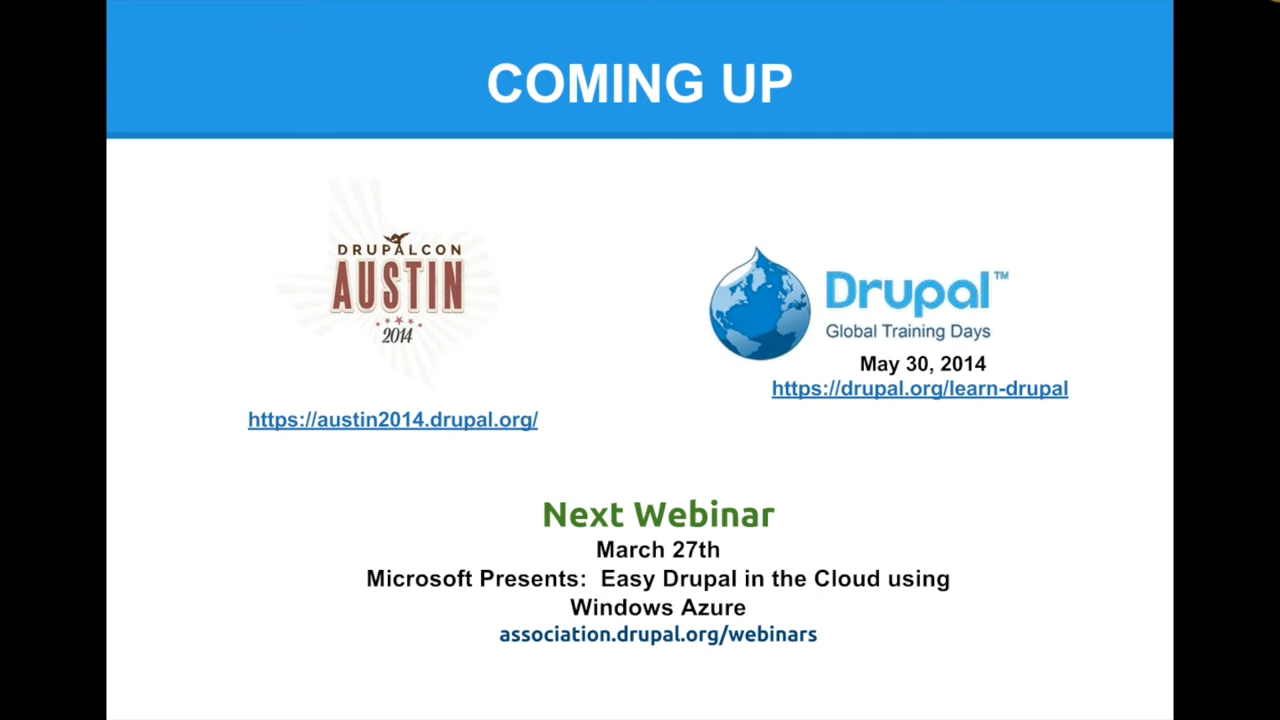 COMING UP
DRUPALCON
AUSTIN
2014
https://austin2014.drupal.org/
Drupal™
Global Training Days
May 30, 2014
https://drupal.org/learn-drupal
Next Webinar
March 27th
Microsoft Presents:  Easy Drupal in the Cloud using
Windows Azure
association.drupal.org/webinars